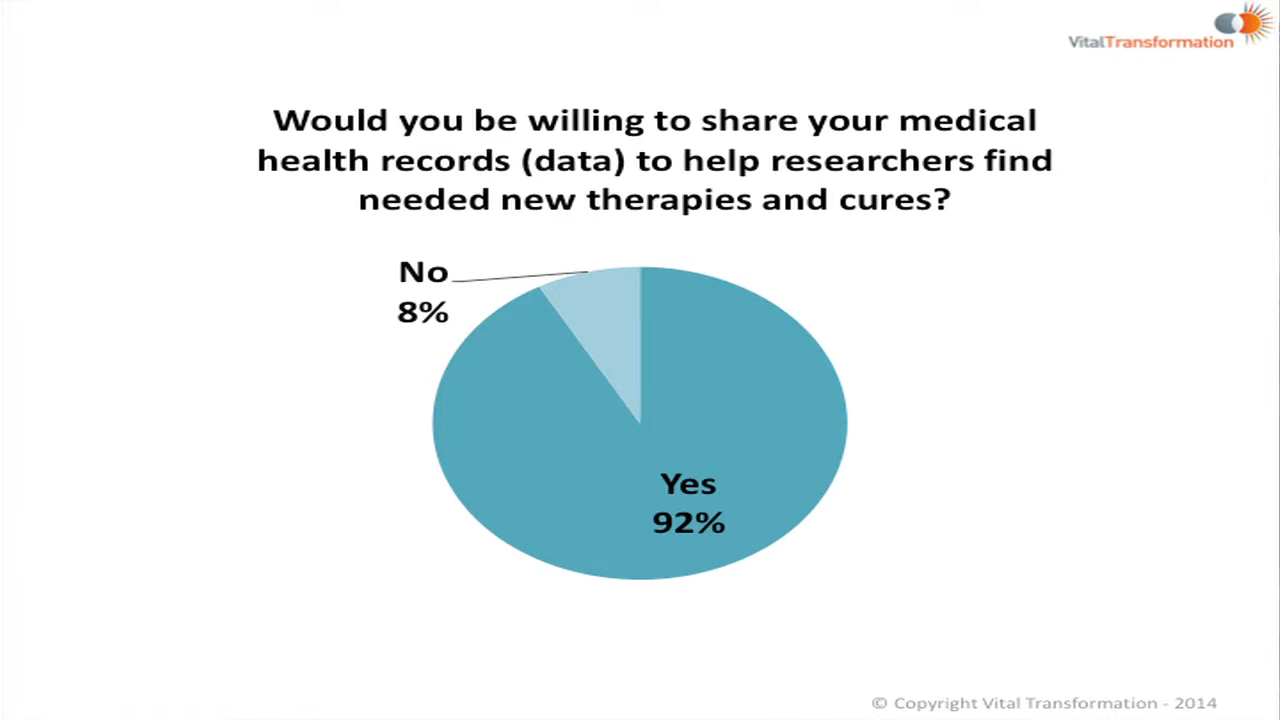 VitalTransformation
Would you be willing to share your medical
health records (data) to help researchers find
needed new therapies and cures?
No
8%
Yes
92%
© Copyright Vital Transformation - 2014